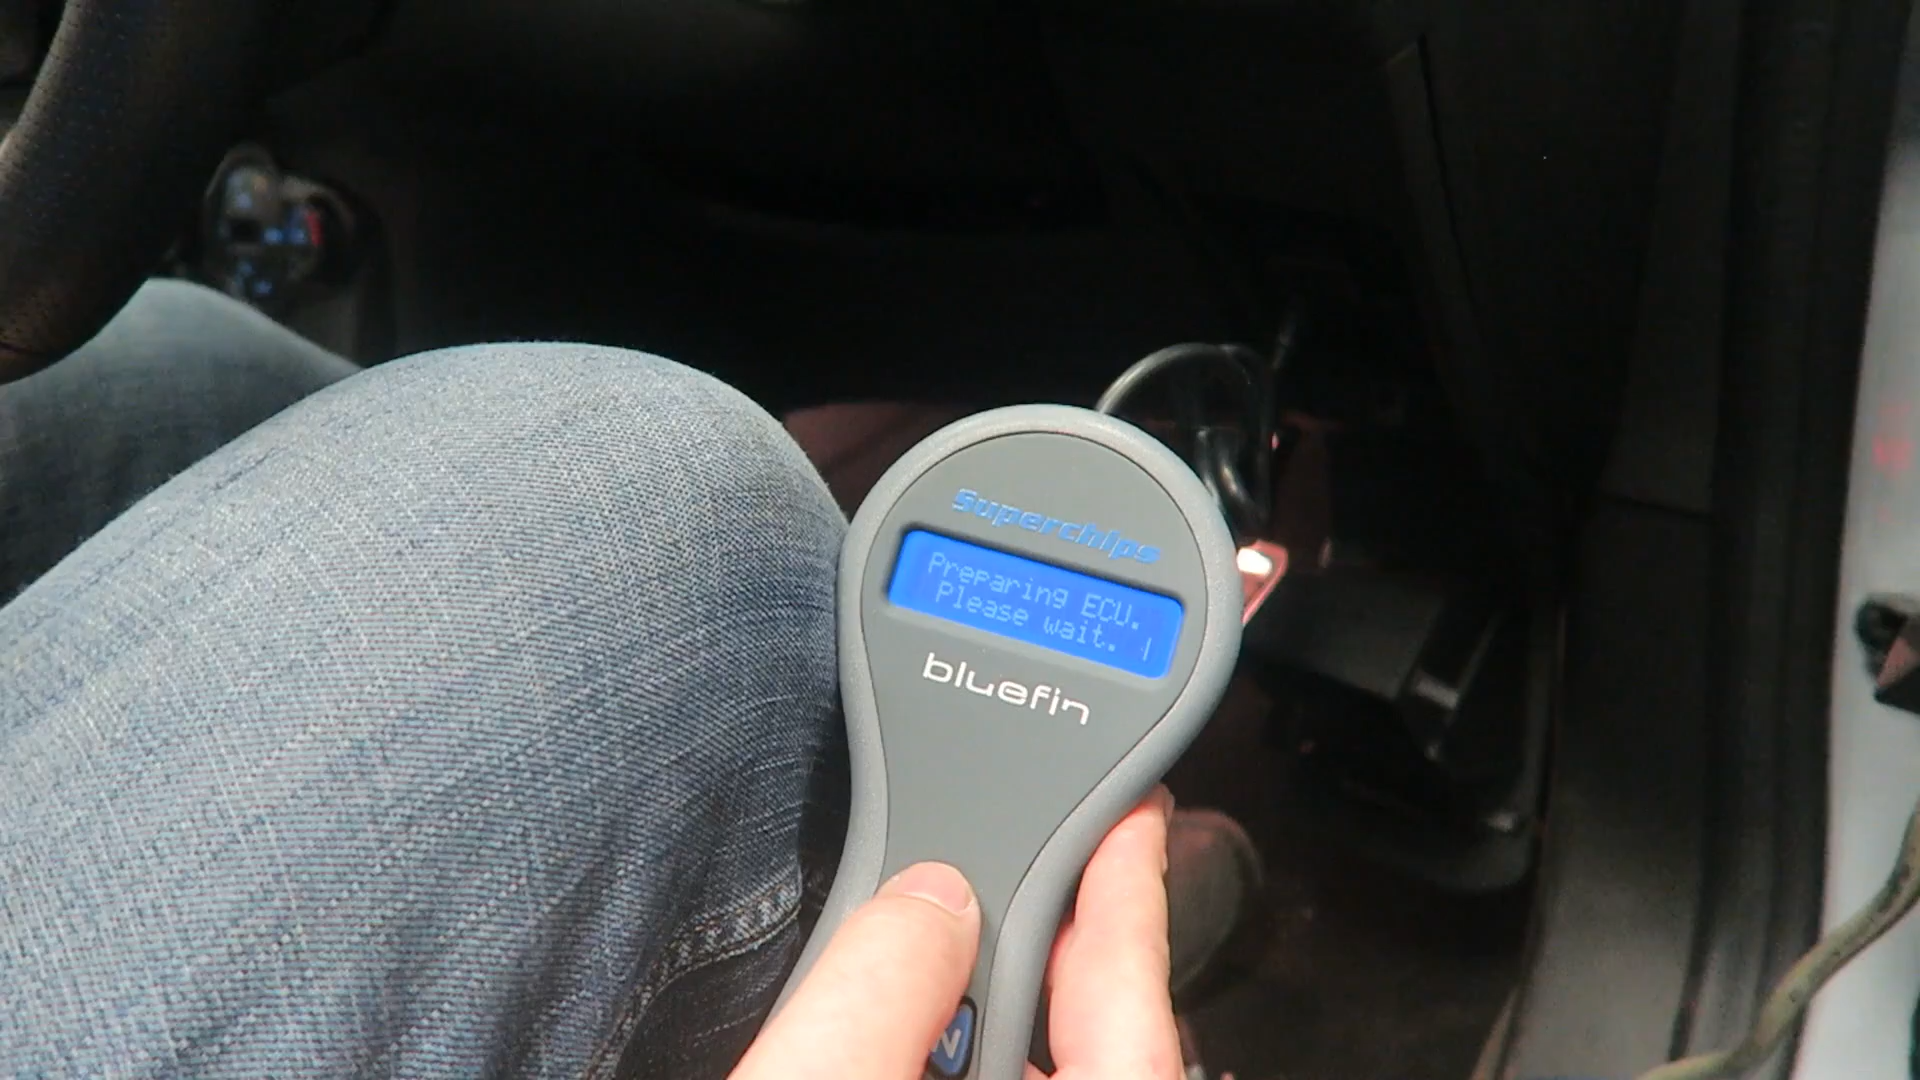 Superchips
Preparing ECU.
Please wait. |
bluefin
N